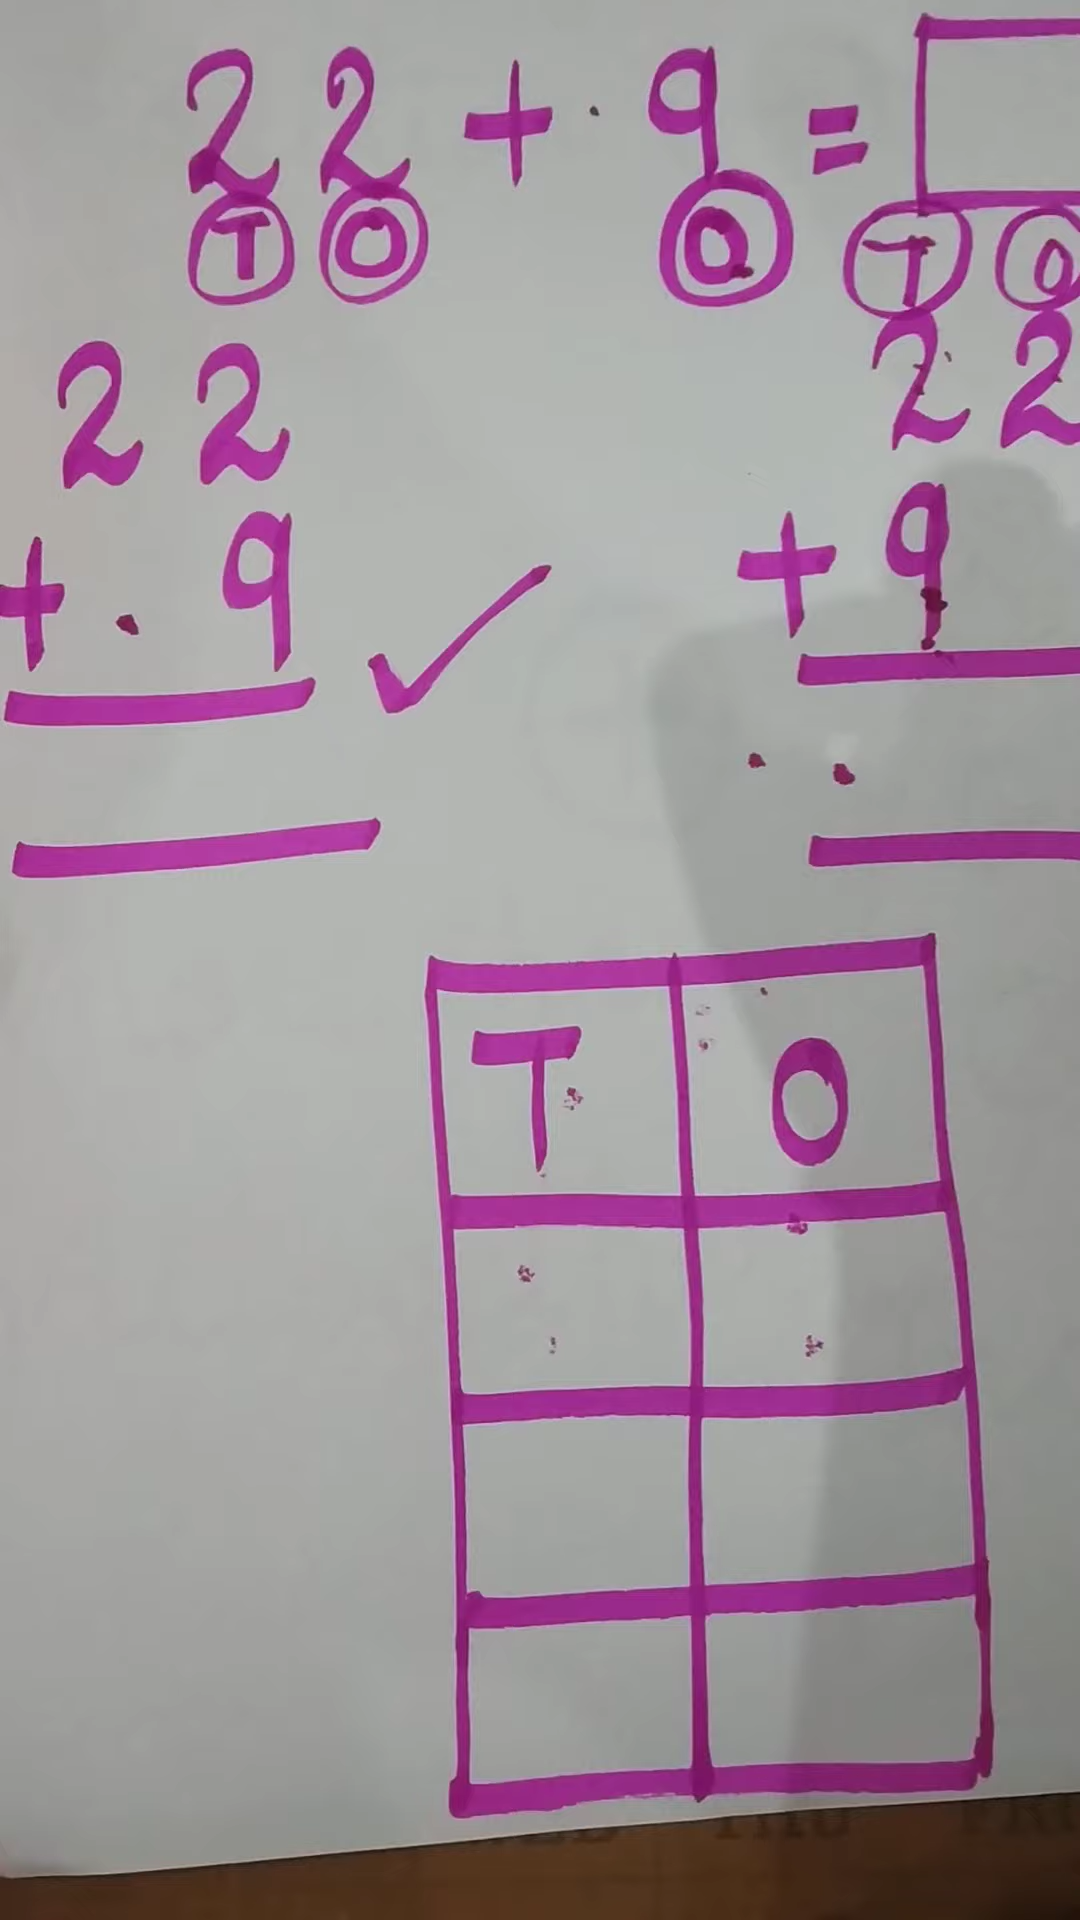 22 + 9 =
T O O T O
22
+ 9
22
+ 9
T O